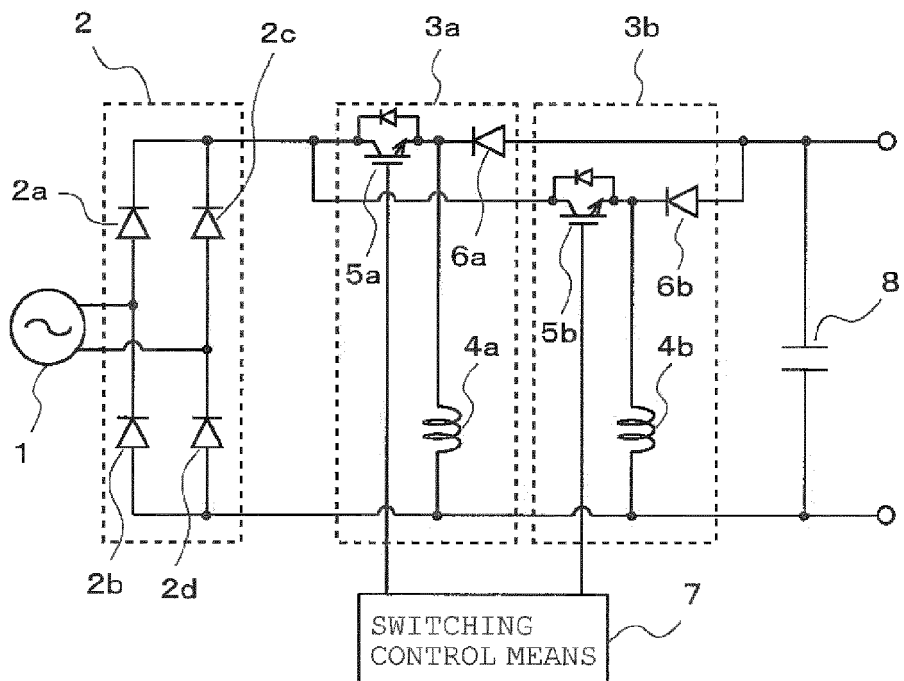 2
2c
3a
3b
2a
5a
6a
5b
6b
8
4a
4b
1
2b
2d
7
SWITCHING
CONTROL MEANS